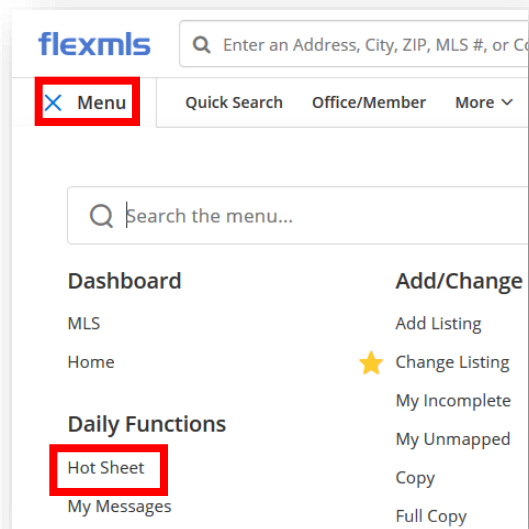 flexmls
Enter an Address, City, ZIP, MLS #, or
Menu
Quick Search
Office/Member
More
Search the menu...
Dashboard
MLS
Home
Daily Functions
Hot Sheet
My Messages
Add/Change
Add Listing
Change Listing
My Incomplete
My Unmapped
Copy
Full Copy